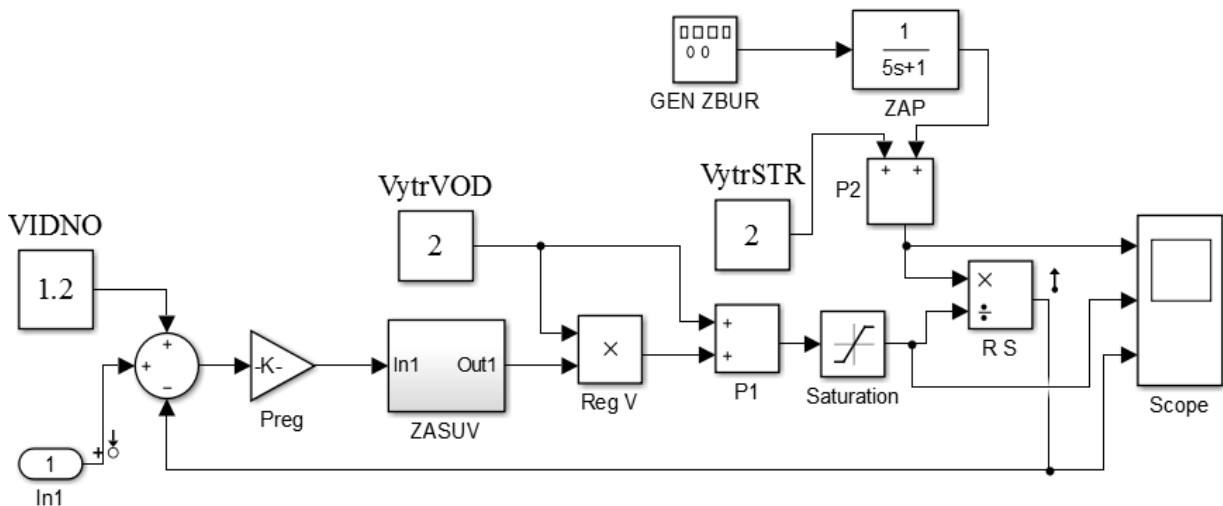 GEN ZBUR
1
5s+1
ZAP
VytrVOD
VytrSTR
P2
+ +
VIDNO
2
2
1.2
×
÷
R S
+
+
−
-K-
Preg
In1 Out1
ZASUV
×
Reg V
+
+
P1
Saturation
Scope
1
In1
+